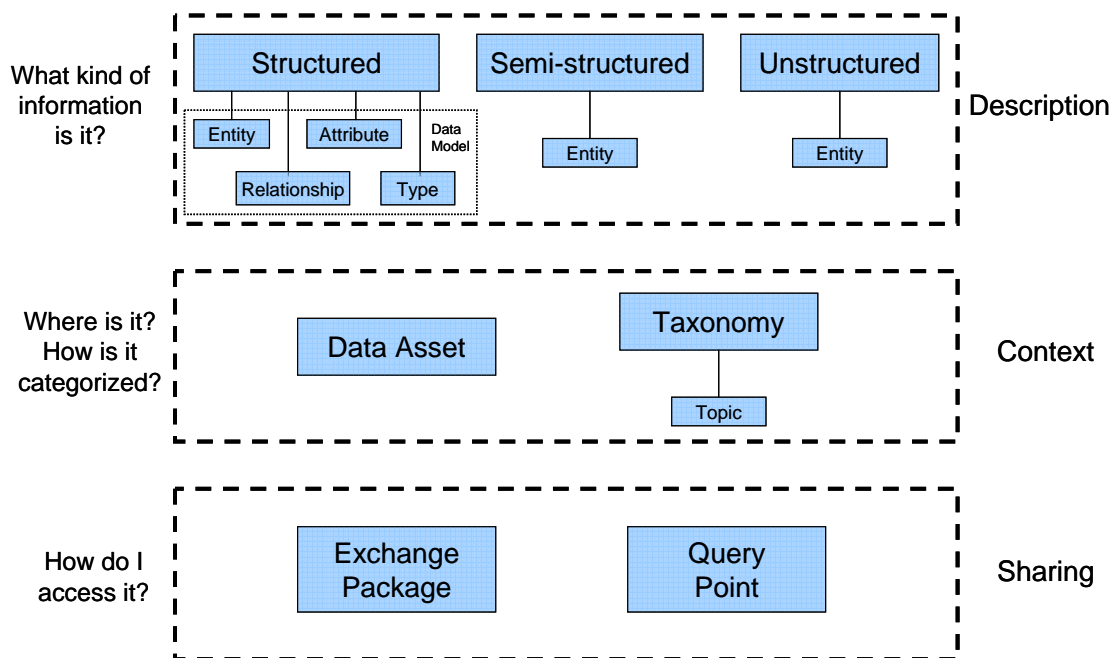 What kind of
information
is it?
Structured
Semi-structured
Unstructured
Description
Entity
Attribute
Data
Model
Relationship
Type
Entity
Entity
Where is it?
How is it
categorized?
Data Asset
Taxonomy
Topic
Context
How do I
access it?
Exchange
Package
Query
Point
Sharing